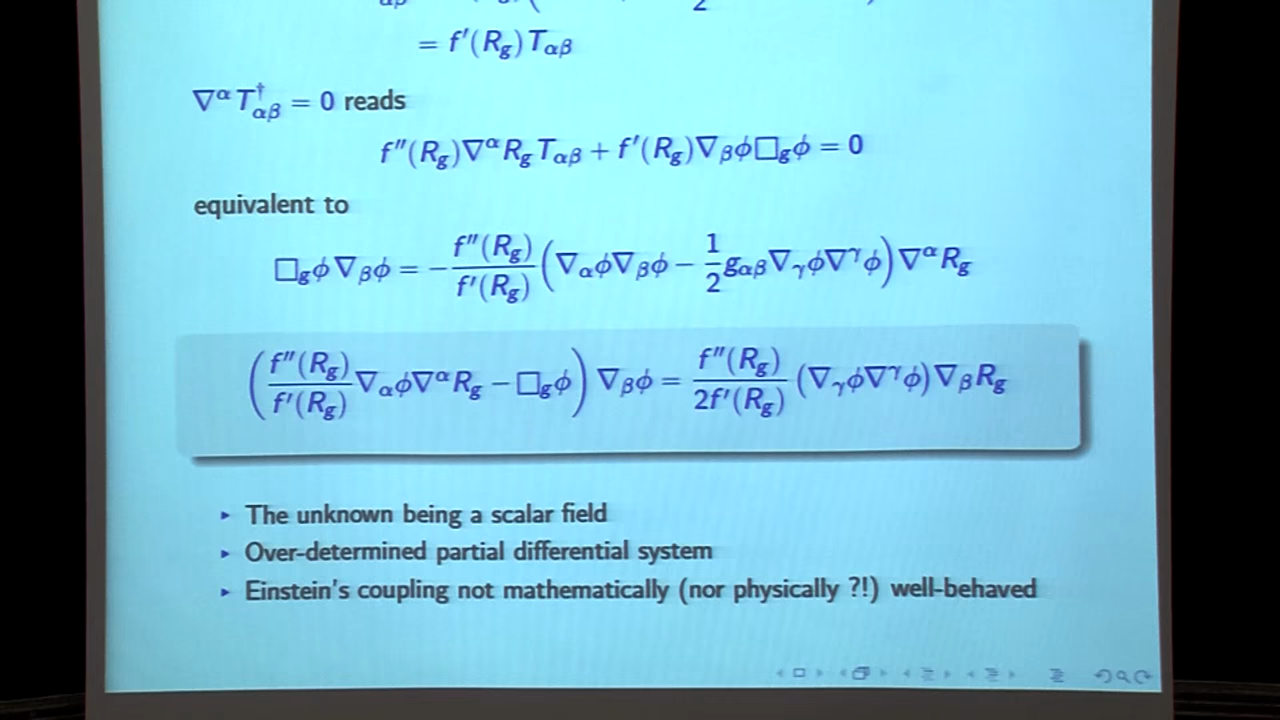 = f′(R_g) T_αβ
∇^α T^†_αβ = 0 reads
f″(R_g)∇^α R_g T_αβ + f′(R_g)∇_β ϕ□_g ϕ = 0
equivalent to
□_g ϕ ∇_β ϕ = − f″(R_g)/f′(R_g) (∇_α ϕ∇_β ϕ − 1/2 g_αβ ∇_γ ϕ∇^γ ϕ) ∇^α R_g
(f″(R_g)/f′(R_g) ∇_α ϕ∇^α R_g − □_g ϕ) ∇_β ϕ = f″(R_g)/2f′(R_g) (∇_γ ϕ∇^γ ϕ) ∇_β R_g
▸ The unknown being a scalar field
▸ Over-determined partial differential system
▸ Einstein's coupling not mathematically (nor physically ?!) well-behaved